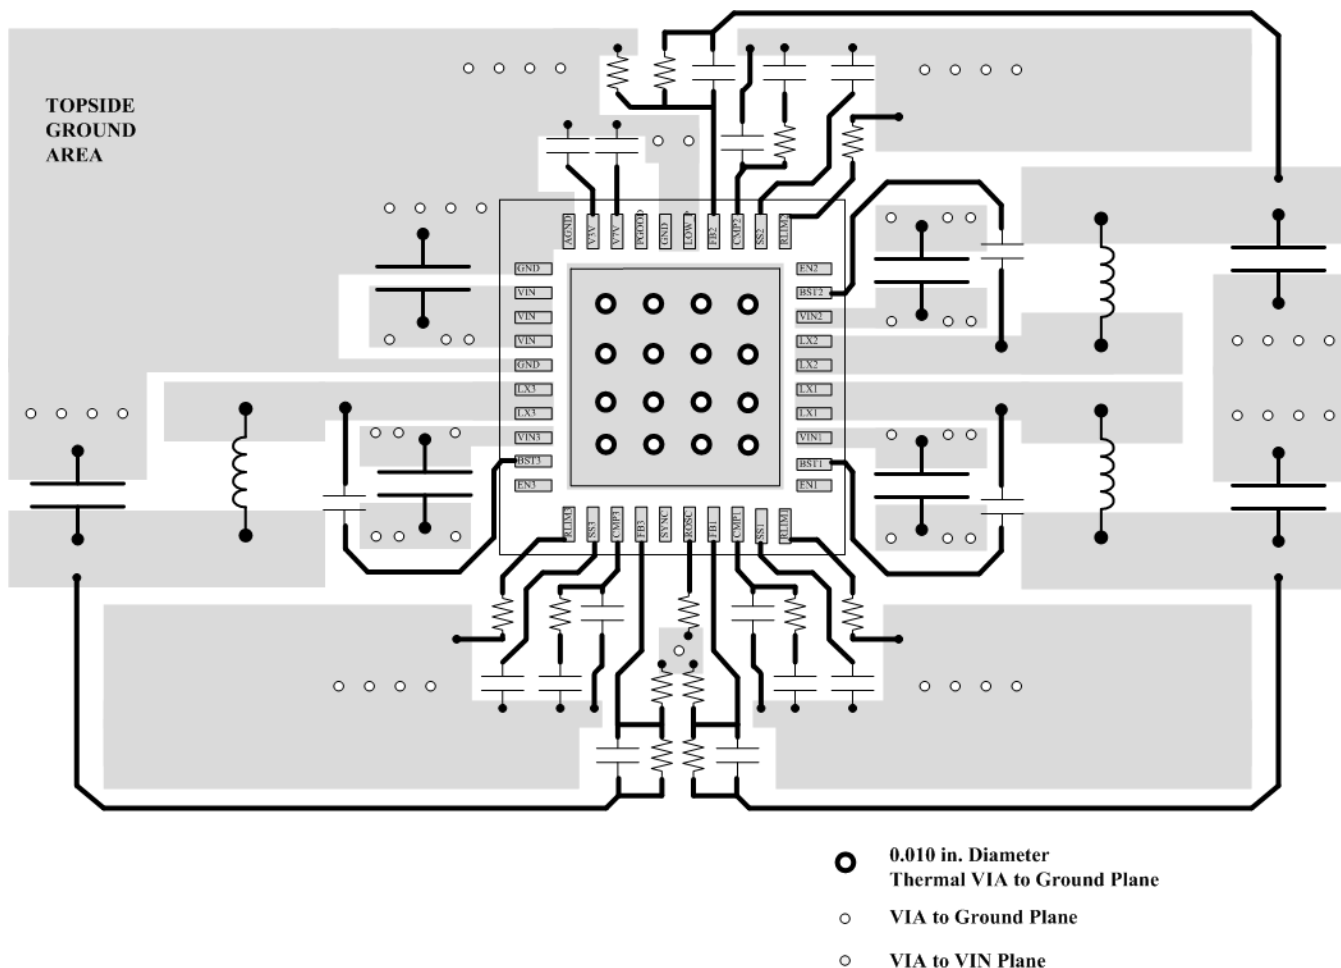 TOPSIDE
GROUND
AREA
AGND
V3V
V7V
PGOOD
GND
LOW_P
FB2
CMP2
SS2
RLIM2
GND
VIN
VIN
VIN
GND
LX3
LX3
VIN3
BST3
EN3
EN2
BST2
VIN2
LX2
LX2
LX1
LX1
VIN1
BST1
EN1
RLIM3
SS3
CMP3
FB3
SYNC
ROSC
FB1
CMP1
SS1
RLIM1
0.010 in. Diameter
Thermal VIA to Ground Plane
VIA to Ground Plane
VIA to VIN Plane